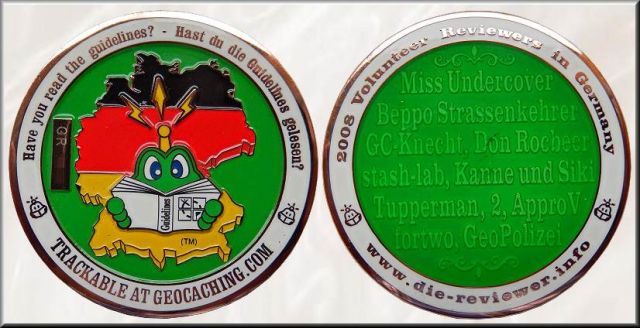 Have you read the guidelines? - Hast du die Guidelines gelesen?
GR
Guidelines
(TM)
TRACKABLE AT GEOCACHING.COM
2008 Volunteer Reviewers in Germany
Miss Undercover
Beppo Strassenkehrer
GC-Knecht, Don Rocheer
stash-lab, Kanne und Siki
Tupperman, 2, ApproV
fortwo, GeoPolizei
www.die-reviewer.info